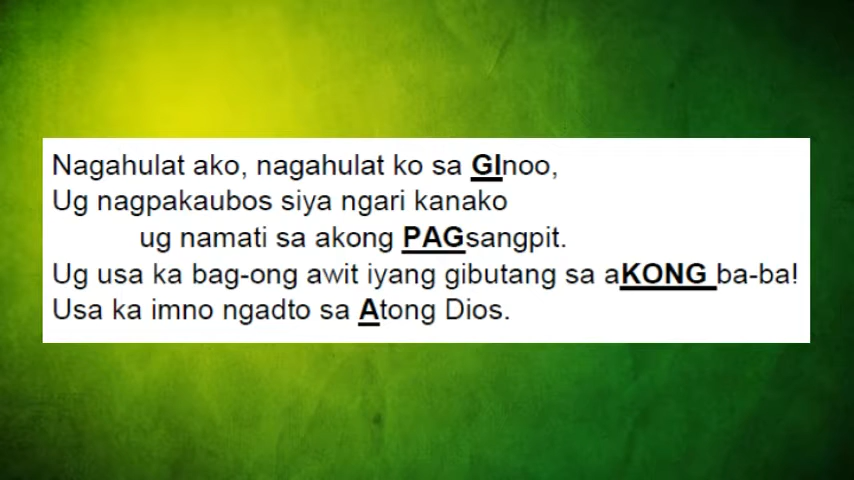 Nagahulat ako, nagahulat ko sa GInoo,
Ug nagpakaubos siya ngari kanako
ug namati sa akong PAGsangpit.
Ug usa ka bag-ong awit iyang gibutang sa aKONG ba-ba!
Usa ka imno ngadto sa Atong Dios.